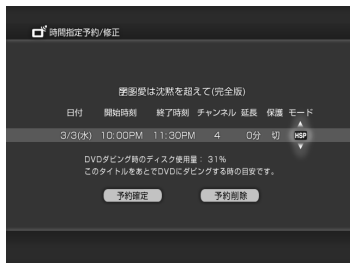 時間指定予約/修正
愛は沈黙を超えて(完全版)
日付 開始時刻 終了時刻 チャンネル 延長 保護 モード
3/3(水) 10:00PM 11:30PM 4 0分 切 HSP
DVDダビング時のディスク使用量： 31%
このタイトルをあとでDVDにダビングする時の目安です。
予約確定 予約削除